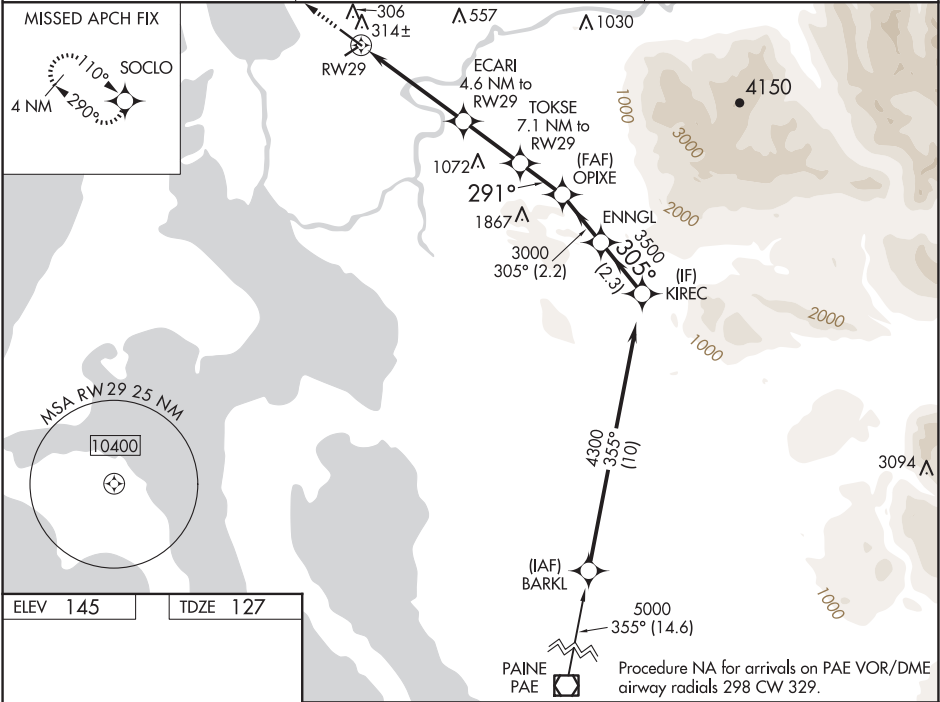 MISSED APCH FIX
110°
SOCLO
4 NM
290°
306
314±
557
1030
RW29
ECARI
4.6 NM to
RW29
TOKSE
7.1 NM to
RW29
4150
1000
3000
2000
1072
291°
(FAF)
OPIXE
1867
ENNGL
3000
305° (2.2)
3500
305°
(2.3)
(IF)
KIREC
2000
1000
MSA RW29 25 NM
10400
4300
355°
(10)
3094
(IAF)
BARKL
1000
ELEV 145
TDZE 127
5000
355° (14.6)
PAINE
PAE
Procedure NA for arrivals on PAE VOR/DME
airway radials 298 CW 329.